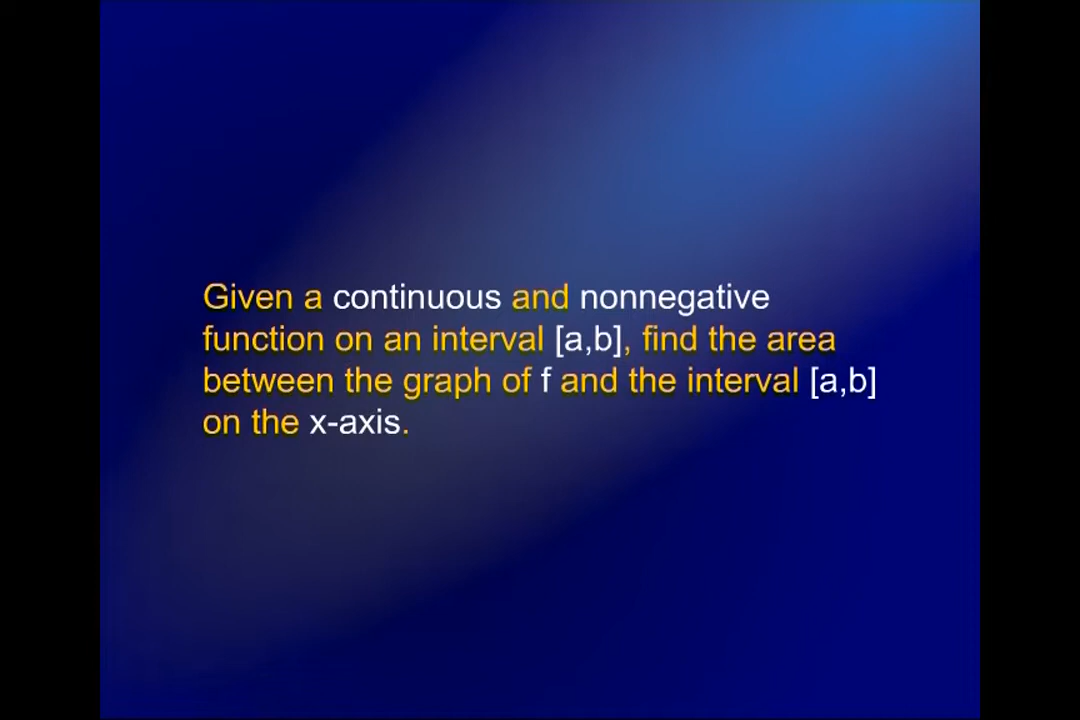 Given a continuous and nonnegative
function on an interval [a,b], find the area
between the graph of f and the interval [a,b]
on the x-axis.